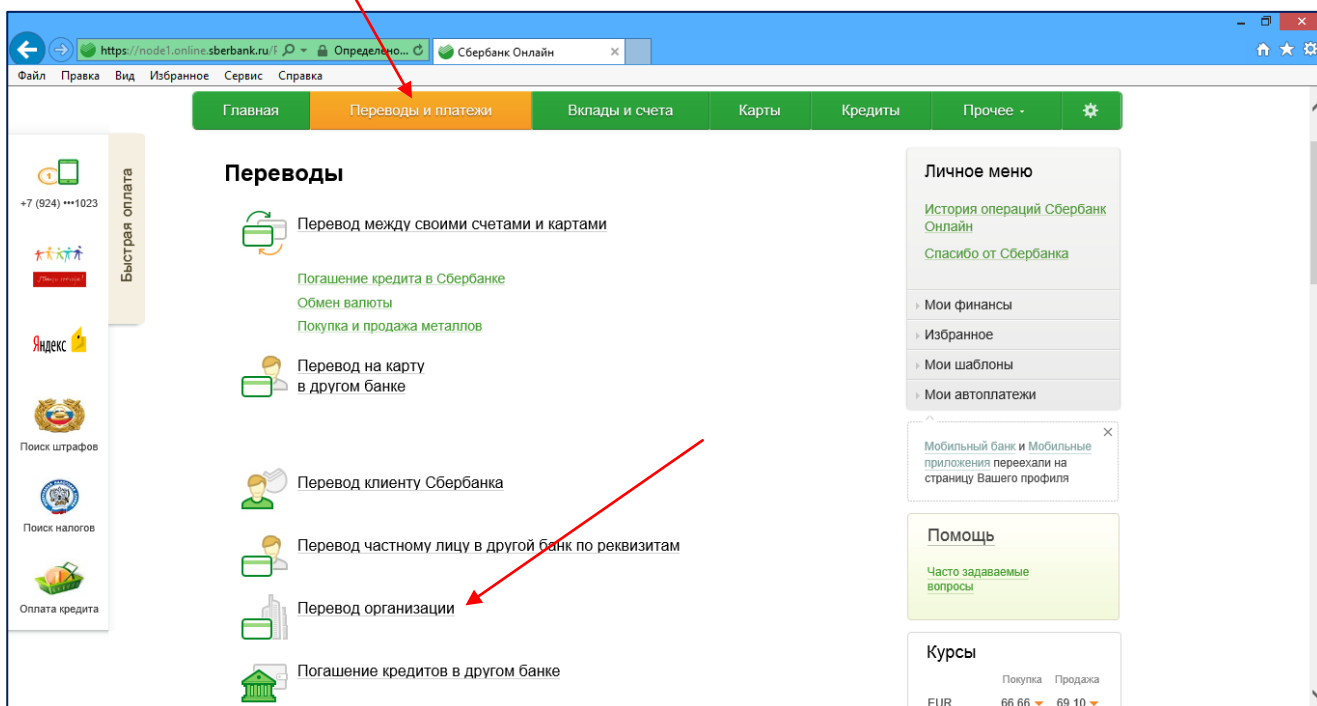 https://node1.online.sberbank.ru/
Определено...
Сбербанк Онлайн
Файл Правка Вид Избранное Сервис Справка
Главная Переводы и платежи Вклады и счета Карты Кредиты Прочее
+7 (924) •••1023
Яндекс
Поиск штрафов
Поиск налогов
Оплата кредита
Быстрая оплата
Переводы
Перевод между своими счетами и картами
Погашение кредита в Сбербанке
Обмен валюты
Покупка и продажа металлов
Перевод на карту
в другом банке
Перевод клиенту Сбербанка
Перевод частному лицу в другой банк по реквизитам
Перевод организации
Погашение кредитов в другом банке
Личное меню
История операций Сбербанк
Онлайн
Спасибо от Сбербанка
Мои финансы
Избранное
Мои шаблоны
Мои автоплатежи
Мобильный банк и Мобильные
приложения переехали на
страницу Вашего профиля
Помощь
Часто задаваемые
вопросы
Курсы
Покупка Продажа
EUR 66,66 69,10